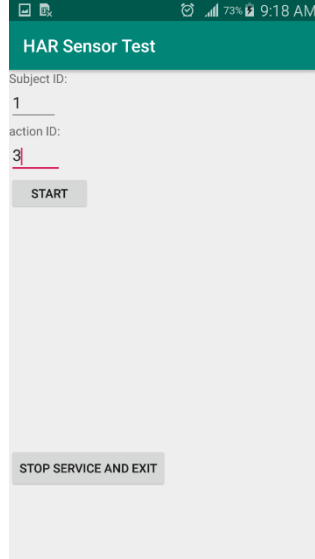 73% 9:18 AM
HAR Sensor Test
Subject ID:
1
action ID:
3
START
STOP SERVICE AND EXIT